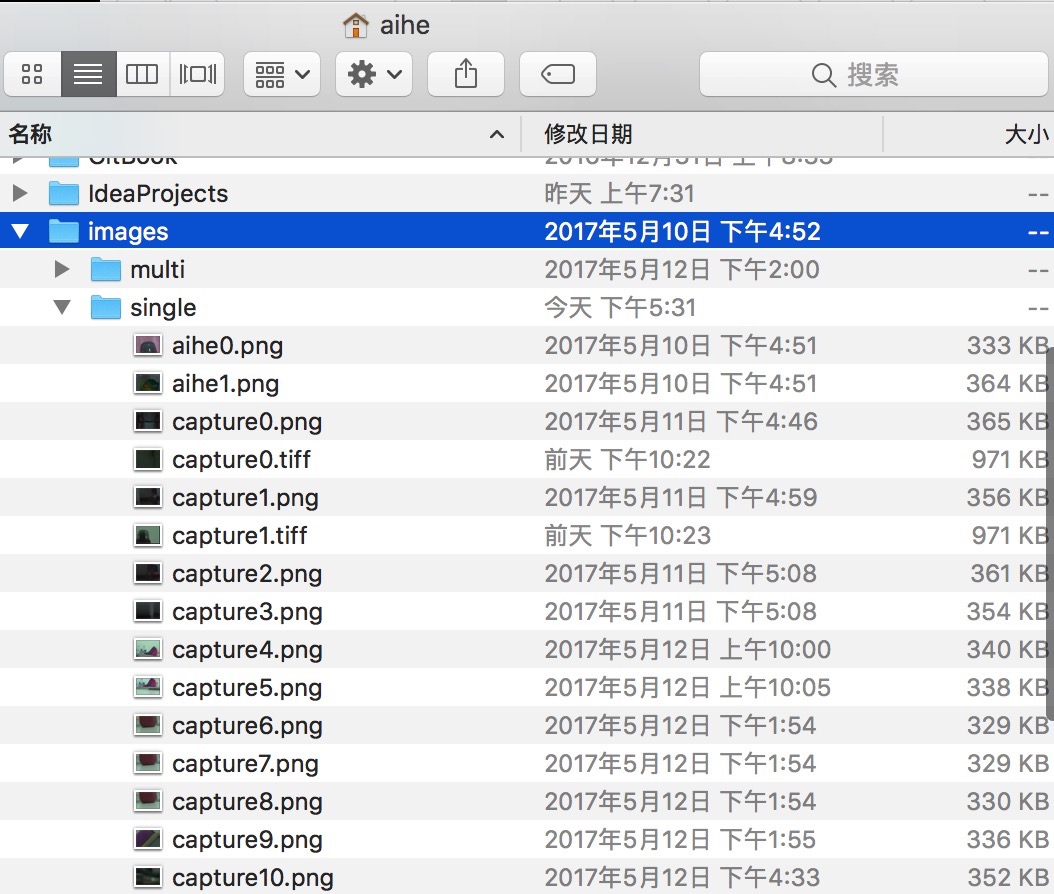 aihe
搜索
名称 修改日期 大小
GitBook 2016年12月31日 上午8:33
IdeaProjects 昨天 上午7:31 --
images 2017年5月10日 下午4:52 --
multi 2017年5月12日 下午2:00 --
single 今天 下午5:31 --
aihe0.png 2017年5月10日 下午4:51 333 KB
aihe1.png 2017年5月10日 下午4:51 364 KB
capture0.png 2017年5月11日 下午4:46 365 KB
capture0.tiff 前天 下午10:22 971 KB
capture1.png 2017年5月11日 下午4:59 356 KB
capture1.tiff 前天 下午10:23 971 KB
capture2.png 2017年5月11日 下午5:08 361 KB
capture3.png 2017年5月11日 下午5:08 354 KB
capture4.png 2017年5月12日 上午10:00 340 KB
capture5.png 2017年5月12日 上午10:05 338 KB
capture6.png 2017年5月12日 下午1:54 329 KB
capture7.png 2017年5月12日 下午1:54 329 KB
capture8.png 2017年5月12日 下午1:54 330 KB
capture9.png 2017年5月12日 下午1:55 336 KB
capture10.png 2017年5月12日 下午4:33 352 KB